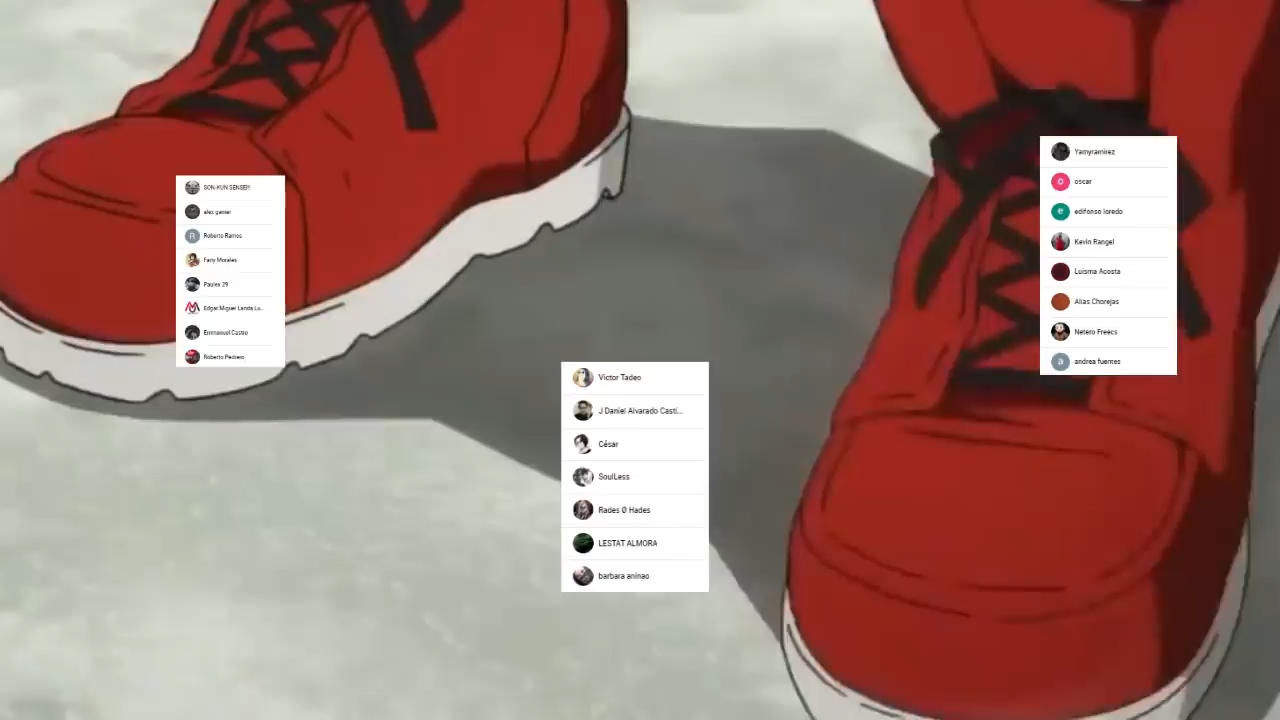 SON-KUN SENSEI!!
alex gamer
R
Roberto Ramos
Fany Morales
Paulex 29
Edgar Miguel Landa Lu...
Emmanuel Castro
Roberto Pedrero
Victor Tadeo
J Daniel Alvarado Casti...
César
SoulLess
Rades Ø Hades
LESTAT ALMORA
barbara aninao
Yamyramirez
o
oscar
e
edifonso loredo
Kevin Rangel
Luisma Acosta
Alias Chorejas
Netero Freecs
a
andrea fuentes